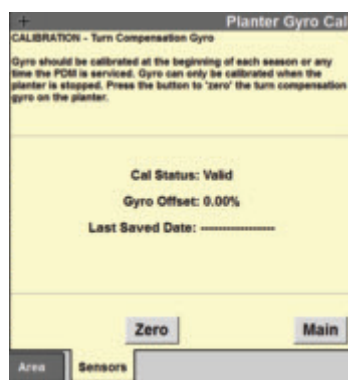 + Planter Gyro Cal
CALIBRATION - Turn Compensation Gyro
Gyro should be calibrated at the beginning of each season or any
time the PDM is serviced. Gyro can only be calibrated when the
planter is stopped. Press the button to 'zero' the turn compensation
gyro on the planter.
Cal Status: Valid
Gyro Offset: 0.00%
Last Saved Date: -----------------
Zero Main
Area Sensors